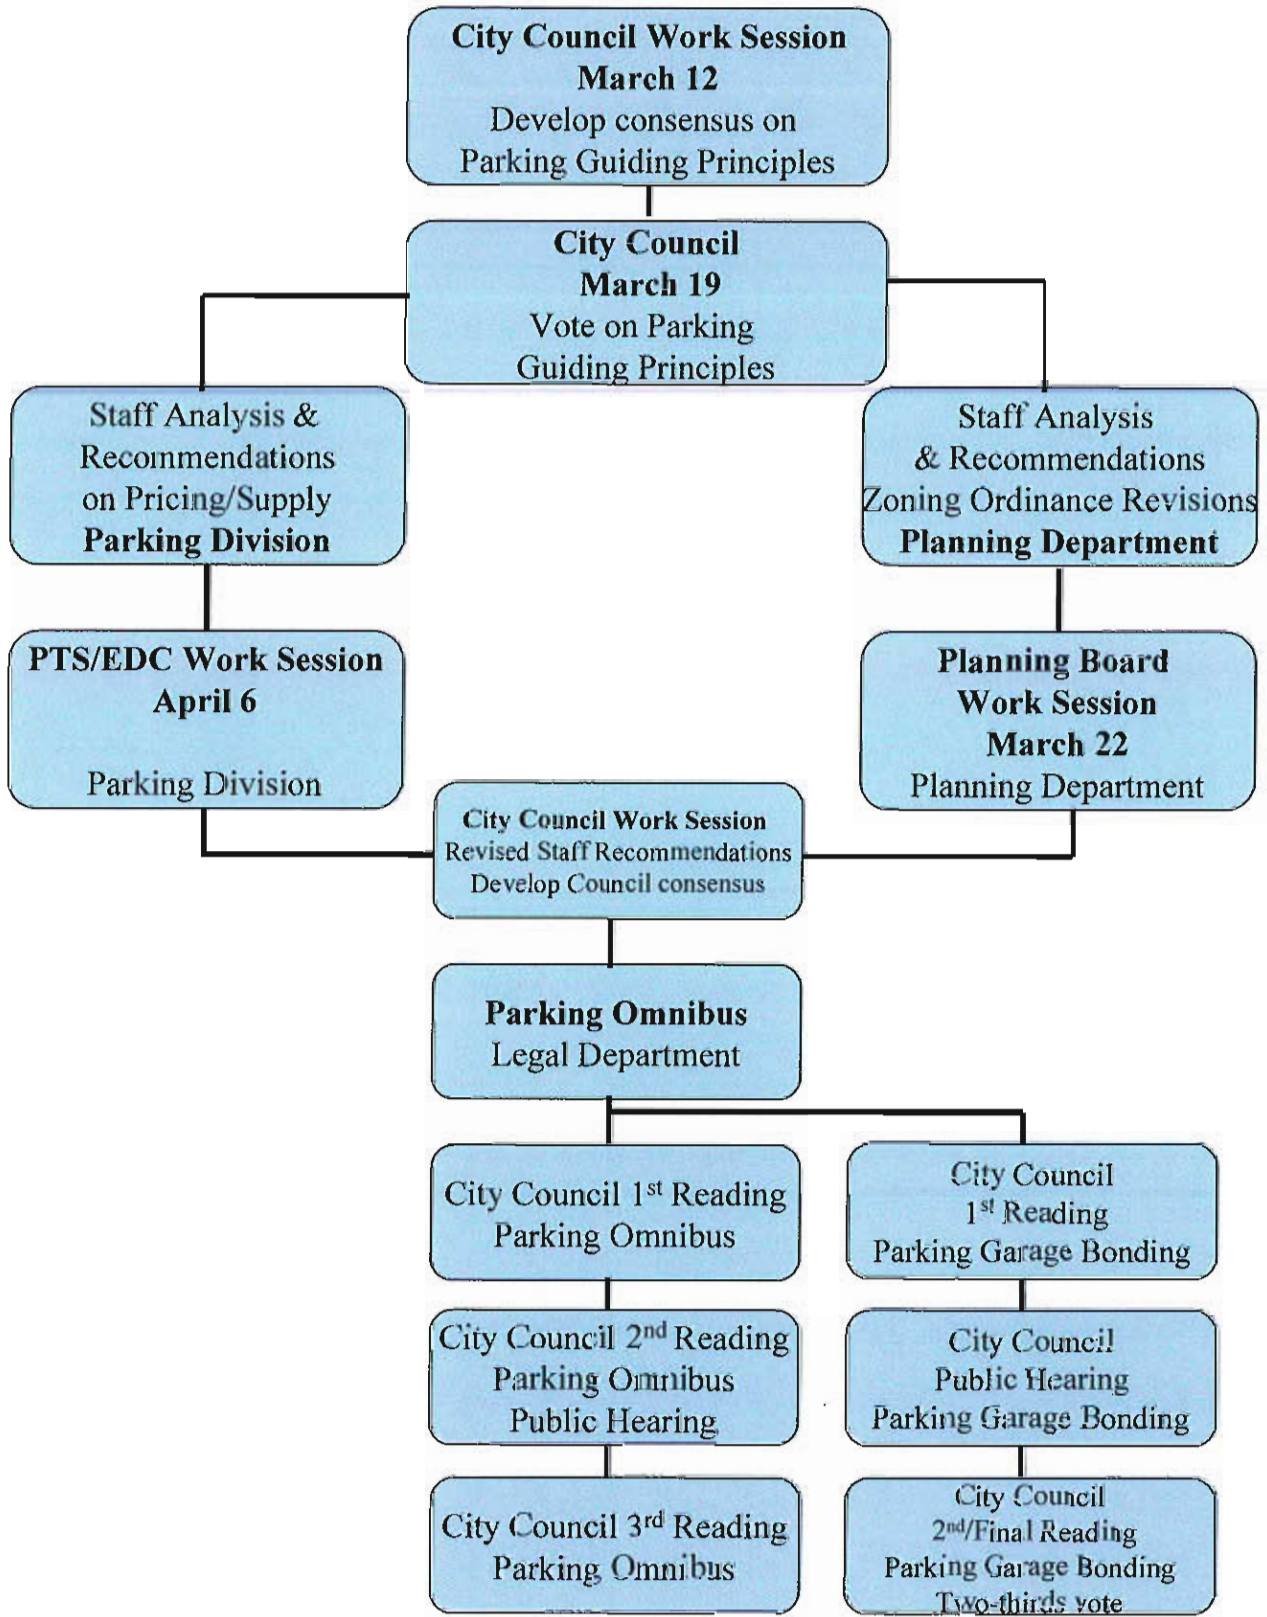 City Council Work Session
March 12
Develop consensus on
Parking Guiding Principles
City Council
March 19
Vote on Parking
Guiding Principles
Staff Analysis &
Recommendations
on Pricing/Supply
Parking Division
Staff Analysis
& Recommendations
Zoning Ordinance Revisions
Planning Department
PTS/EDC Work Session
April 6
Parking Division
Planning Board
Work Session
March 22
Planning Department
City Council Work Session
Revised Staff Recommendations
Develop Council consensus
Parking Omnibus
Legal Department
City Council 1st Reading
Parking Omnibus
City Council
1st Reading
Parking Garage Bonding
City Council 2nd Reading
Parking Omnibus
Public Hearing
City Council
Public Hearing
Parking Garage Bonding
City Council 3rd Reading
Parking Omnibus
City Council
2nd/Final Reading
Parking Garage Bonding
Two-thirds vote